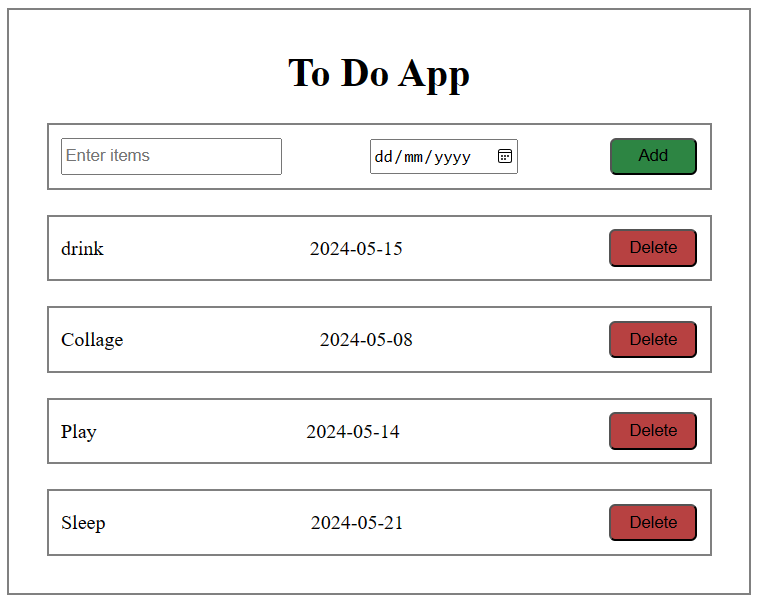 To Do App
Enter items dd/mm/yyyy Add
drink 2024-05-15 Delete
Collage 2024-05-08 Delete
Play 2024-05-14 Delete
Sleep 2024-05-21 Delete